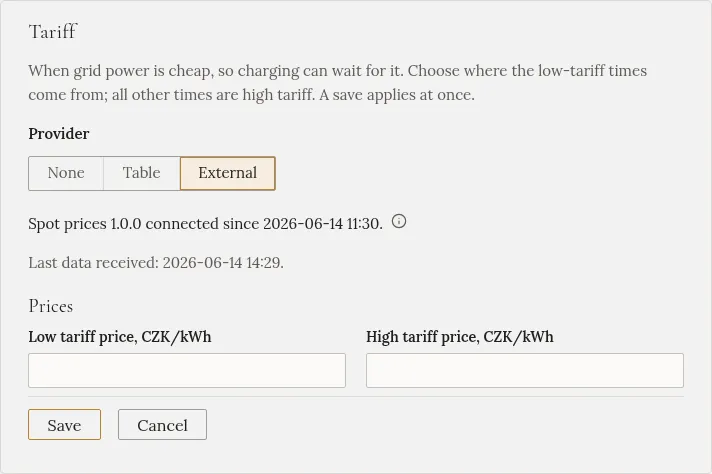 Tariff
When grid power is cheap, so charging can wait for it. Choose where the low-tariff times
come from; all other times are high tariff. A save applies at once.
Provider
None Table External
Spot prices 1.0.0 connected since 2026-06-14 11:30.
Last data received: 2026-06-14 14:29.
Prices
Low tariff price, CZK/kWh High tariff price, CZK/kWh
Save Cancel